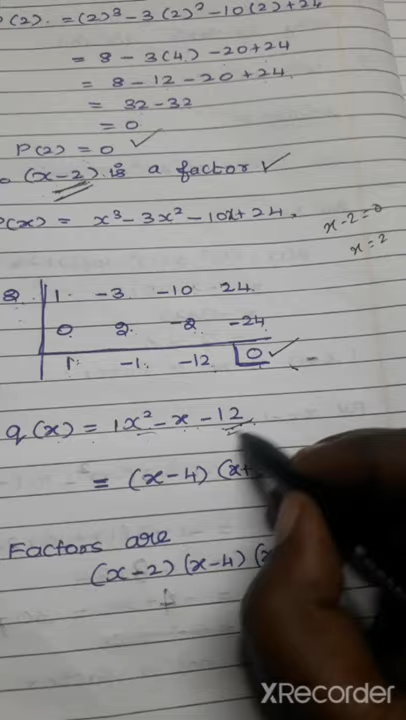 P(2) = (2)³ - 3(2)² - 10(2) + 24
= 8 - 3(4) - 20 + 24
= 8 - 12 - 20 + 24
= 32 - 32
= 0
P(2) = 0 ✓
(x-2) is a factor ✓
P(x) = x³ - 3x² - 10x + 24.
x - 2 = 0
x = 2
2 | 1 -3 -10 24
0 2 -2 -24
1 -1 -12 0 ✓
q(x) = 1x² - x - 12
= (x-4) (x+
Factors are
(x-2) (x-4) (x
XRecorder